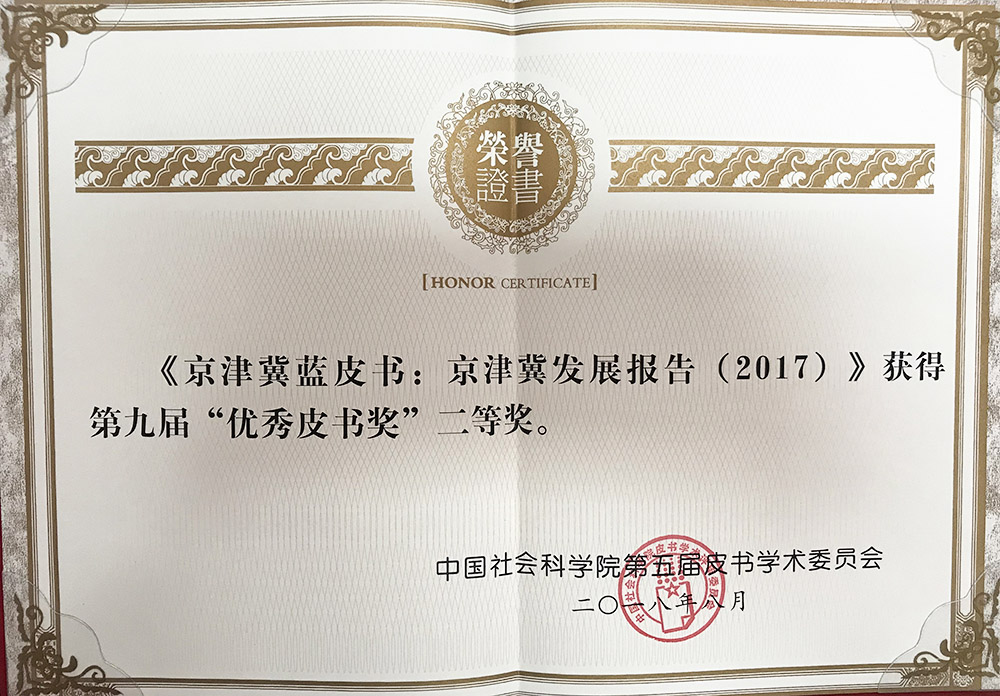 榮譽
證書
[HONOR CERTIFICATE]
《京津冀蓝皮书：京津冀发展报告（2017）》获得
第九届“优秀皮书奖”二等奖。
中国社会科学院第五届皮书学术委员会
二〇一八年八月